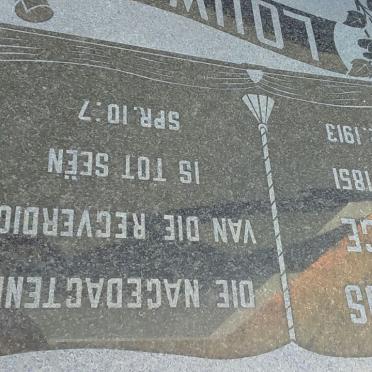 DIE NAGEDAGTENI
VAN DIE REGVERDIG
IS TOT SEËN
SPR. 10:7
1851
1913
LOUW